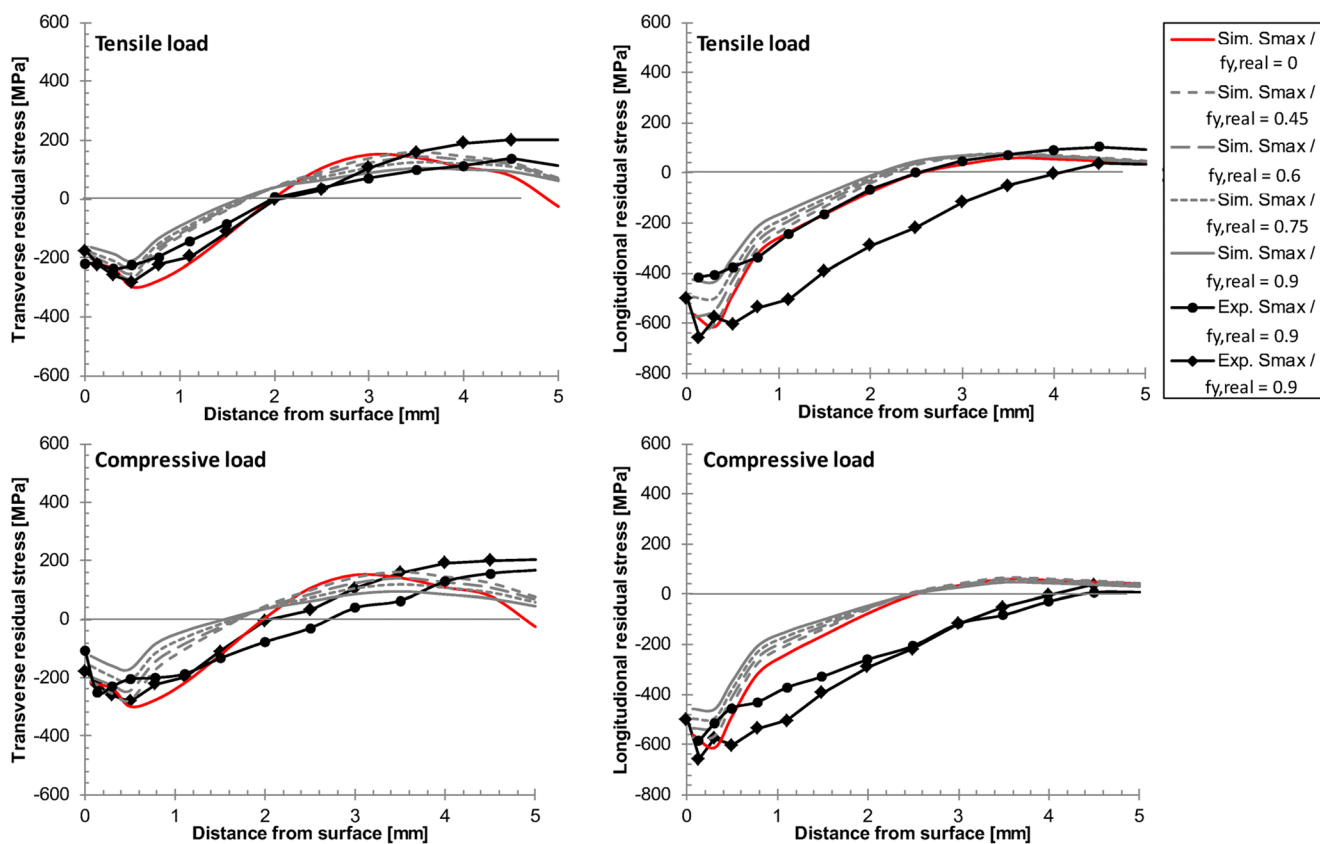 Tensile load
Transverse residual stress [MPa]
600
400
200
0
-200
-400
-600
0
1
2
3
4
5
Distance from surface [mm]
Tensile load
Longitudional residual stress [MPa]
600
400
200
0
-200
-400
-600
-800
0
1
2
3
4
5
Distance from surface [mm]
Sim. Smax /
fy,real = 0
Sim. Smax /
fy,real = 0.45
Sim. Smax /
fy,real = 0.6
Sim. Smax /
fy,real = 0.75
Sim. Smax /
fy,real = 0.9
Exp. Smax /
fy,real = 0.9
Exp. Smax /
fy,real = 0.9
Compressive load
Transverse residual stress [MPa]
600
400
200
0
-200
-400
-600
0
1
2
3
4
5
Distance from surface [mm]
Compressive load
Longitudional residual stress [MPa]
600
400
200
0
-200
-400
-600
-800
0
1
2
3
4
5
Distance from surface [mm]